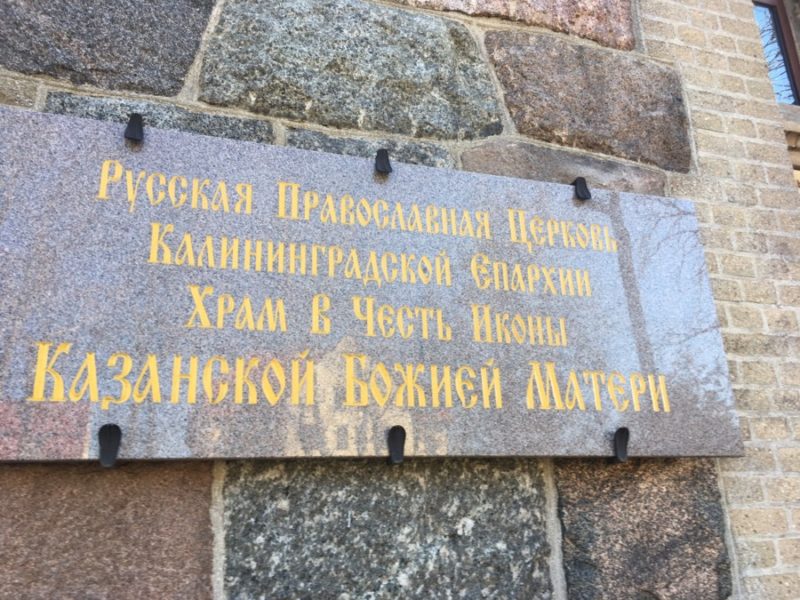 Русская Православная Церковь
Калининградской Епархии
Храм в Честь Иконы
Казанской Божией Матери